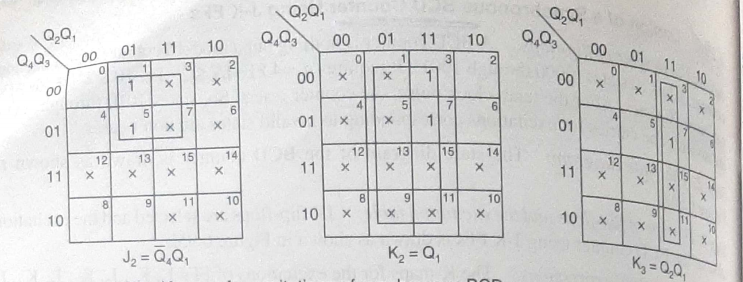 Q₂Q₁
Q₄Q₃ 00 01 11 10
0 1 3 2
00 1 ×
4 5 7 6
01 1 ×
12 13 15 14
11 × × × ×
8 9 11 10
10 × ×
J₂ = Q̅₄Q₁
Q₂Q₁
Q₄Q₃ 00 01 11 10
0 1 3 2
00 × × 1
4 5 7 6
01 × × 1
12 13 15 14
11 × × × ×
8 9 11 10
10 × × × ×
K₂ = Q₁
Q₂Q₁
Q₄Q₃ 00 01 11 10
0 1 3 2
00 × × × ×
4 5 7 6
01 1
12 13 15 14
11 × × × ×
8 9 11 10
10 × × × ×
K₃ = Q₂Q₁